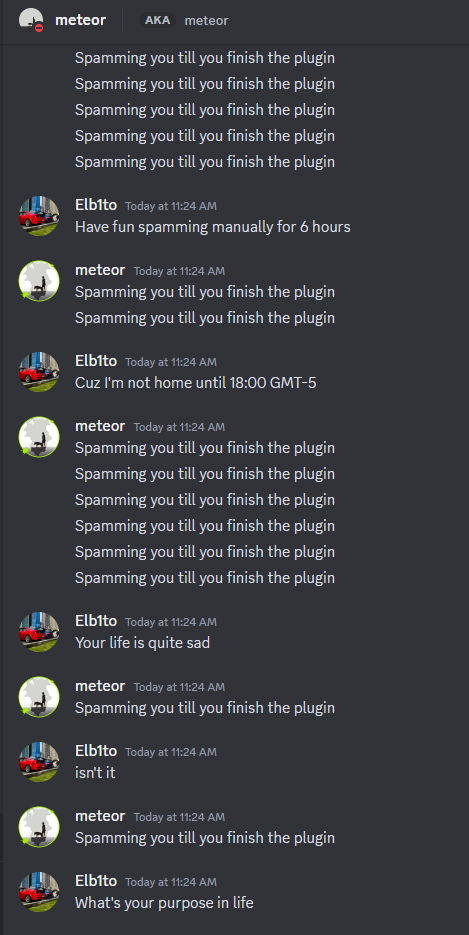 meteor AKA meteor
Spamming you till you finish the plugin
Spamming you till you finish the plugin
Spamming you till you finish the plugin
Spamming you till you finish the plugin
Spamming you till you finish the plugin
Elb1to Today at 11:24 AM
Have fun spamming manually for 6 hours
meteor Today at 11:24 AM
Spamming you till you finish the plugin
Spamming you till you finish the plugin
Elb1to Today at 11:24 AM
Cuz I'm not home until 18:00 GMT-5
meteor Today at 11:24 AM
Spamming you till you finish the plugin
Spamming you till you finish the plugin
Spamming you till you finish the plugin
Spamming you till you finish the plugin
Spamming you till you finish the plugin
Spamming you till you finish the plugin
Elb1to Today at 11:24 AM
Your life is quite sad
meteor Today at 11:24 AM
Spamming you till you finish the plugin
Elb1to Today at 11:24 AM
isn't it
meteor Today at 11:24 AM
Spamming you till you finish the plugin
Elb1to Today at 11:24 AM
What's your purpose in life